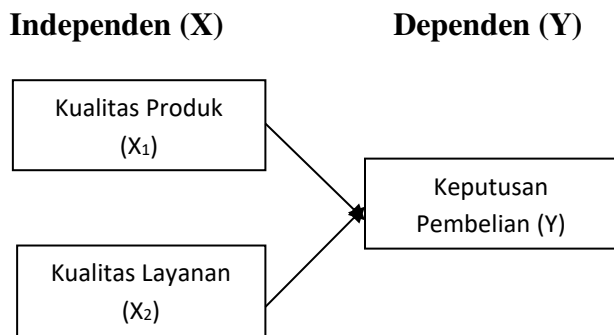 Independen (X) Dependen (Y)
Kualitas Produk
(X₁)
Keputusan
Pembelian (Y)
Kualitas Layanan
(X₂)